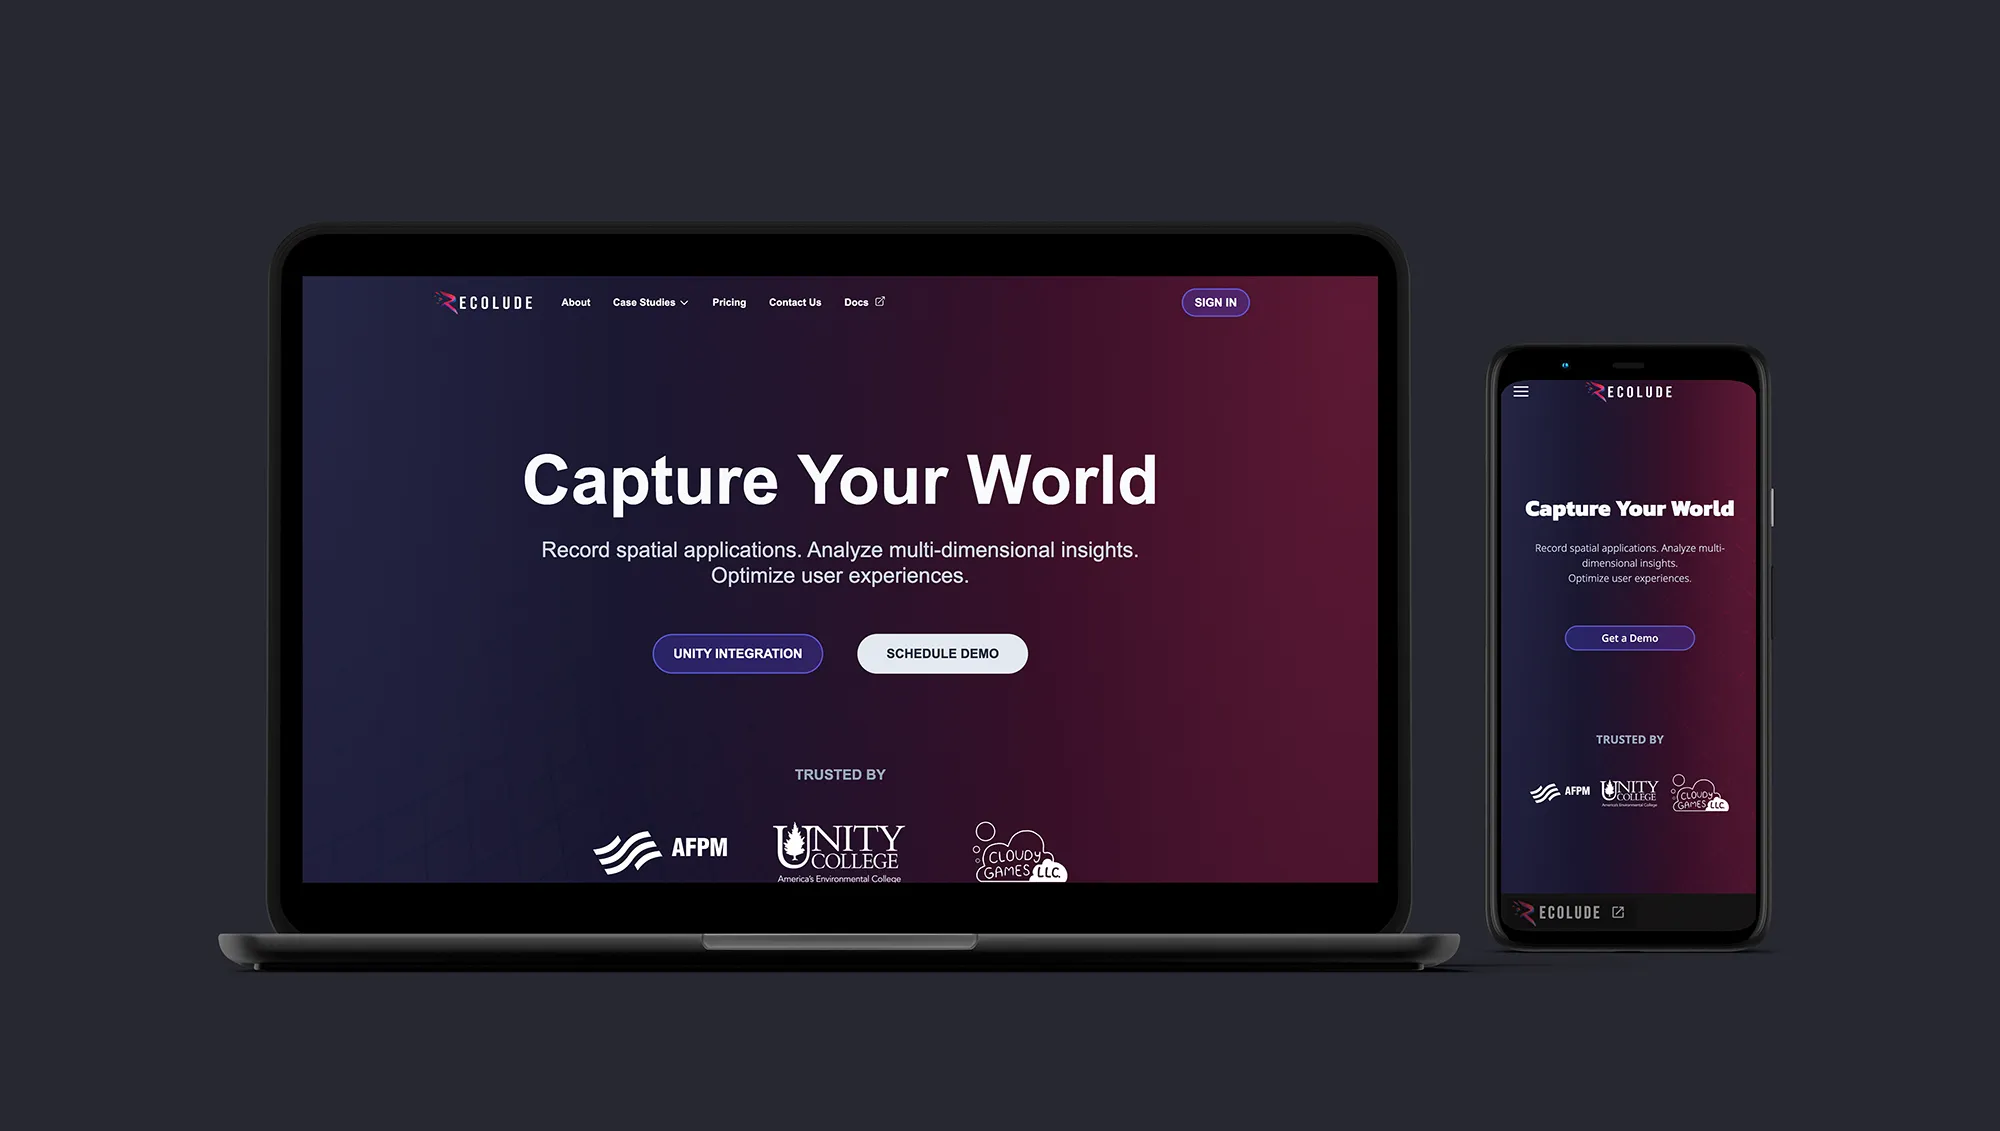 RECOLUDE About Case Studies Pricing Contact Us Docs SIGN IN
Capture Your World
Record spatial applications. Analyze multi-dimensional insights.
Optimize user experiences.
UNITY INTEGRATION SCHEDULE DEMO
TRUSTED BY
AFPM
UNITY
COLLEGE
America's Environmental College
CLOUDY
GAMES LLC.
RECOLUDE
Capture Your World
Record spatial applications. Analyze multi-
dimensional insights.
Optimize user experiences.
Get a Demo
TRUSTED BY
AFPM
UNITY
COLLEGE
America's Environmental College
CLOUDY
GAMES LLC.
RECOLUDE